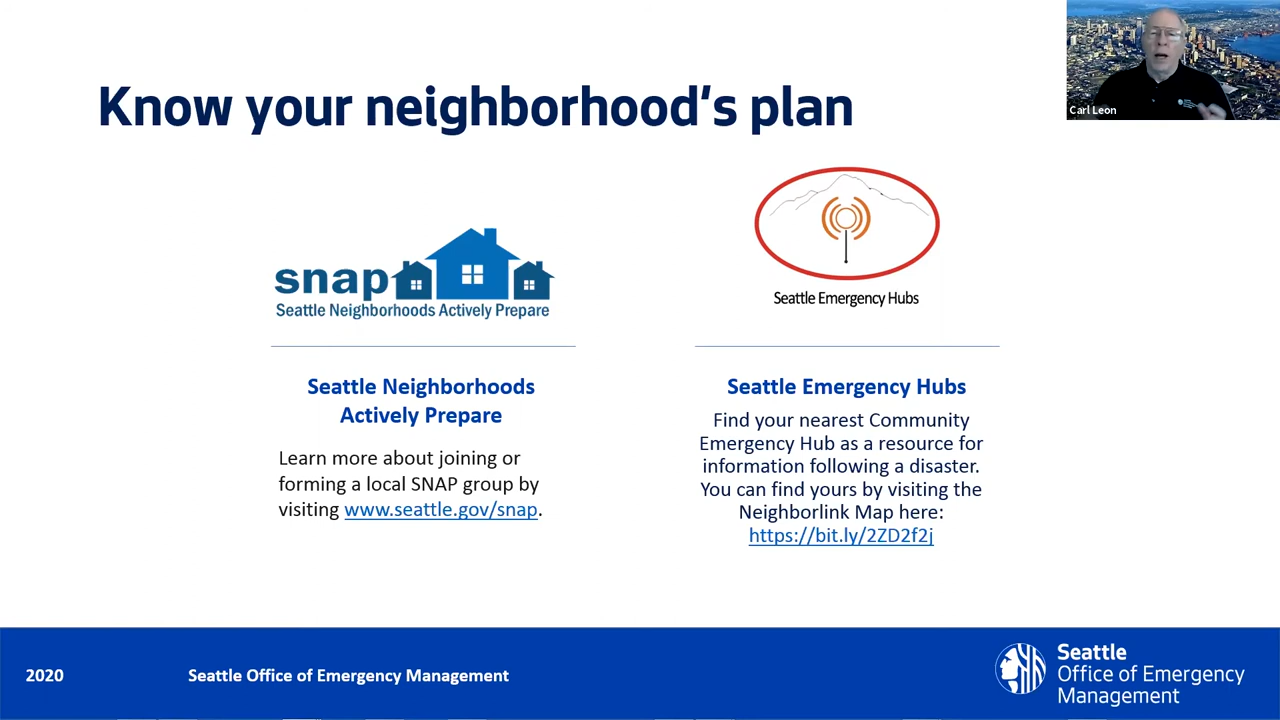 Know your neighborhood's plan
Carl Leon
snap
Seattle Neighborhoods Actively Prepare
Seattle Neighborhoods
Actively Prepare
Learn more about joining or
forming a local SNAP group by
visiting www.seattle.gov/snap.
Seattle Emergency Hubs
Seattle Emergency Hubs
Find your nearest Community
Emergency Hub as a resource for
information following a disaster.
You can find yours by visiting the
Neighborlink Map here:
https://bit.ly/2ZD2f2j
2020
Seattle Office of Emergency Management
Seattle
Office of Emergency
Management